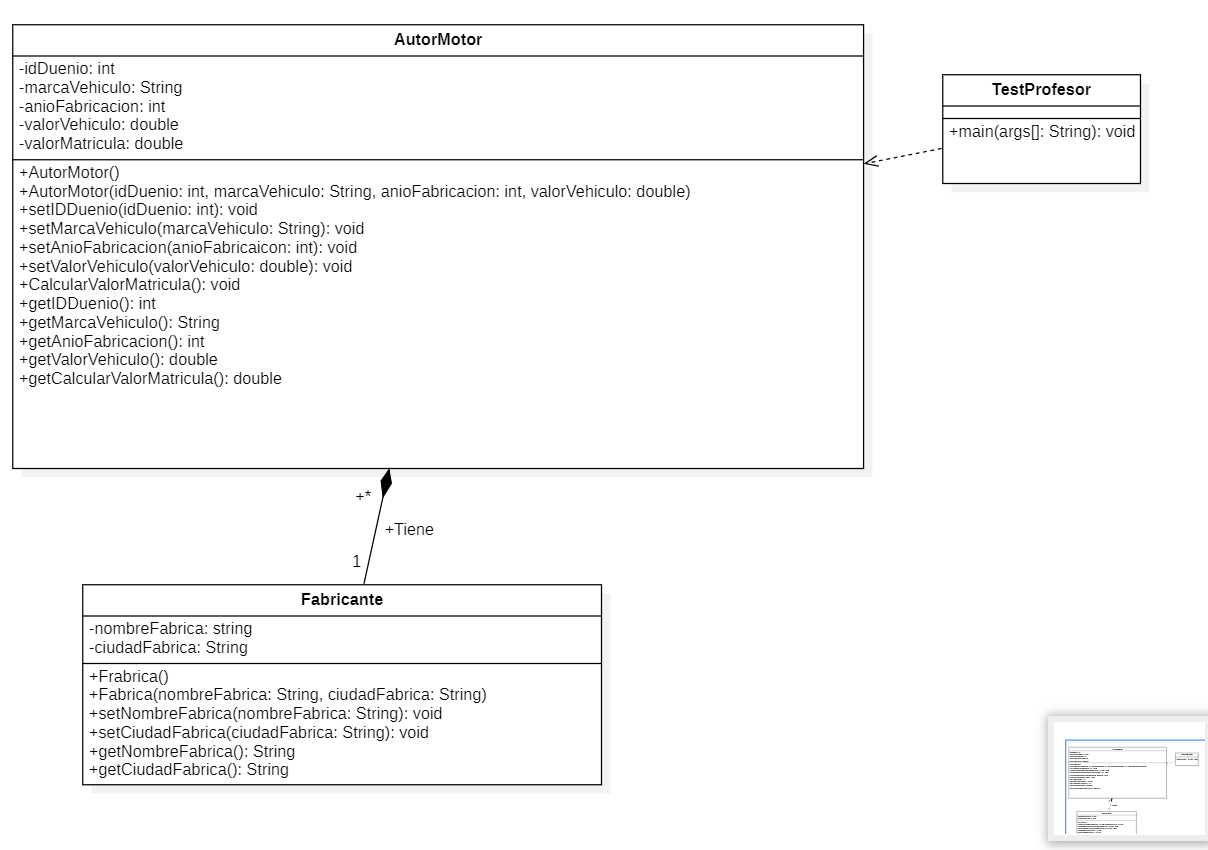 AutorMotor
-idDuenio: int
-marcaVehiculo: String
-anioFabricacion: int
-valorVehiculo: double
-valorMatricula: double
+AutorMotor()
+AutorMotor(idDuenio: int, marcaVehiculo: String, anioFabricacion: int, valorVehiculo: double)
+setIDDuenio(idDuenio: int): void
+setMarcaVehiculo(marcaVehiculo: String): void
+setAnioFabricacion(anioFabricaicon: int): void
+setValorVehiculo(valorVehiculo: double): void
+CalcularValorMatricula(): void
+getIDDuenio(): int
+getMarcaVehiculo(): String
+getAnioFabricacion(): int
+getValorVehiculo(): double
+getCalcularValorMatricula(): double
TestProfesor
+main(args[]: String): void
+*
+Tiene
1
Fabricante
-nombreFabrica: string
-ciudadFabrica: String
+Frabrica()
+Fabrica(nombreFabrica: String, ciudadFabrica: String)
+setNombreFabrica(nombreFabrica: String): void
+setCiudadFabrica(ciudadFabrica: String): void
+getNombreFabrica(): String
+getCiudadFabrica(): String